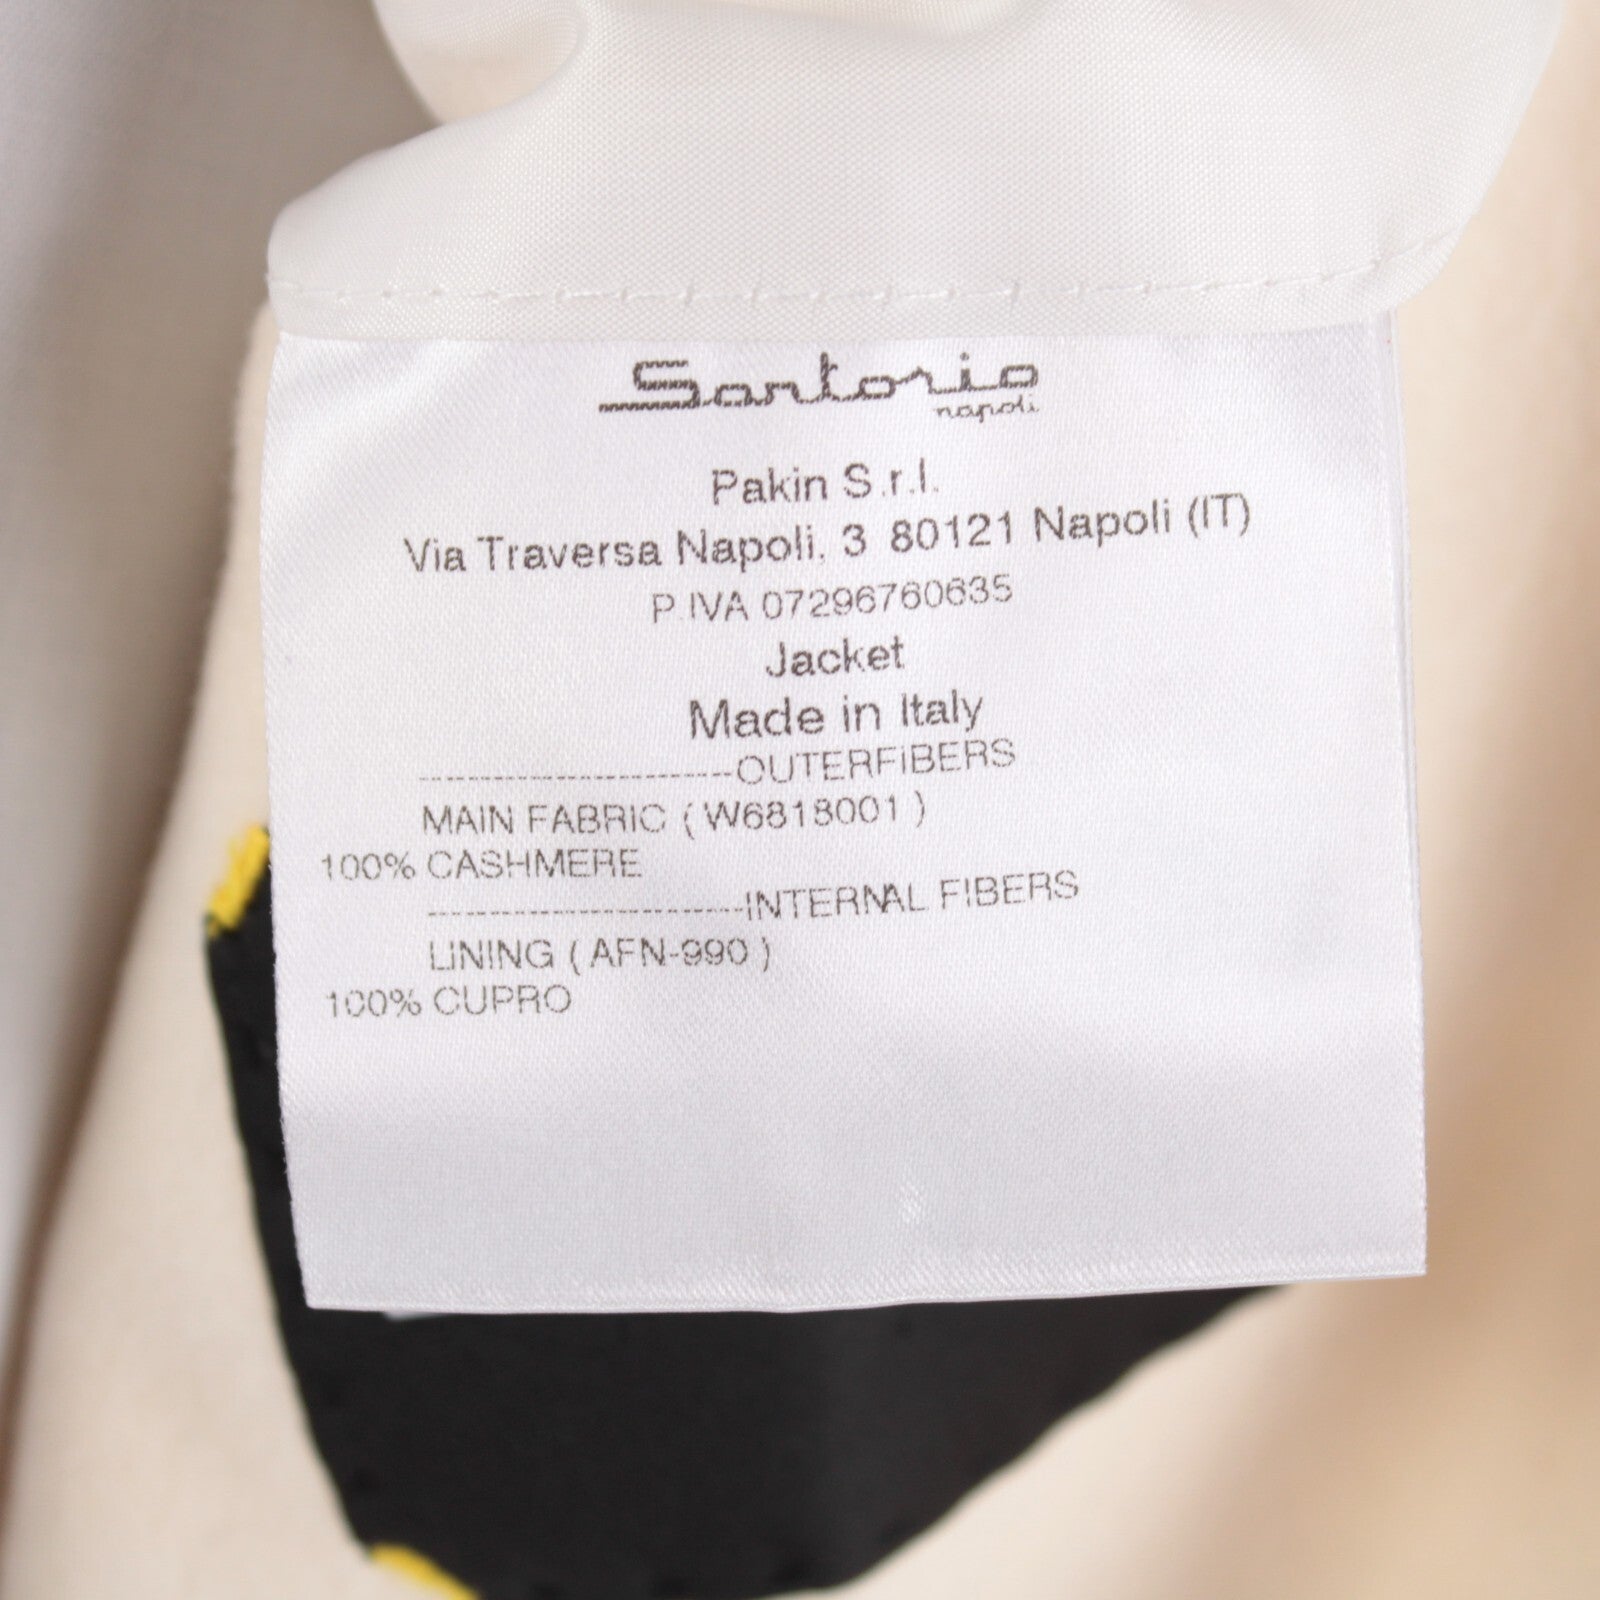 Sartorio
napoli
Pakin S.r.l.
Via Traversa Napoli, 3 80121 Napoli (IT)
P.IVA 07296760635
Jacket
Made in Italy
--------------------------OUTERFIBERS
MAIN FABRIC ( W6818001 )
100% CASHMERE
--------------------------INTERNAL FIBERS
LINING ( AFN-990 )
100% CUPRO